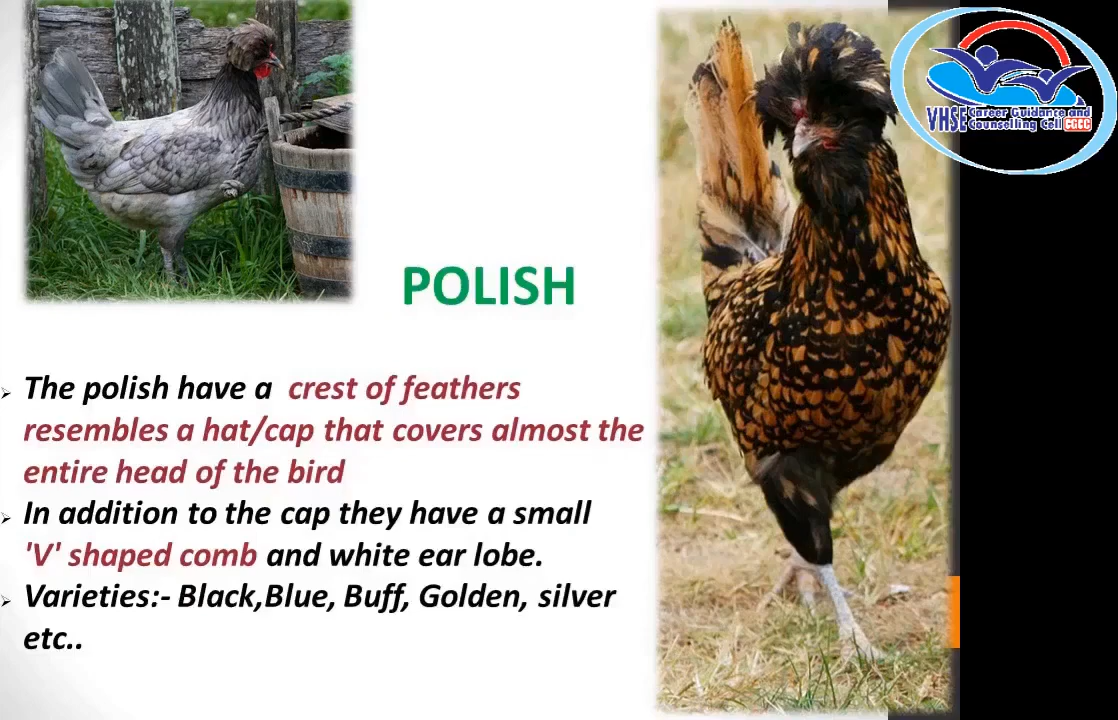 VHSE Career Guidance and
Counselling Cell CGCC
POLISH
The polish have a crest of feathers
resembles a hat/cap that covers almost the
entire head of the bird
In addition to the cap they have a small
'V' shaped comb and white ear lobe.
Varieties:- Black,Blue, Buff, Golden, silver
etc..